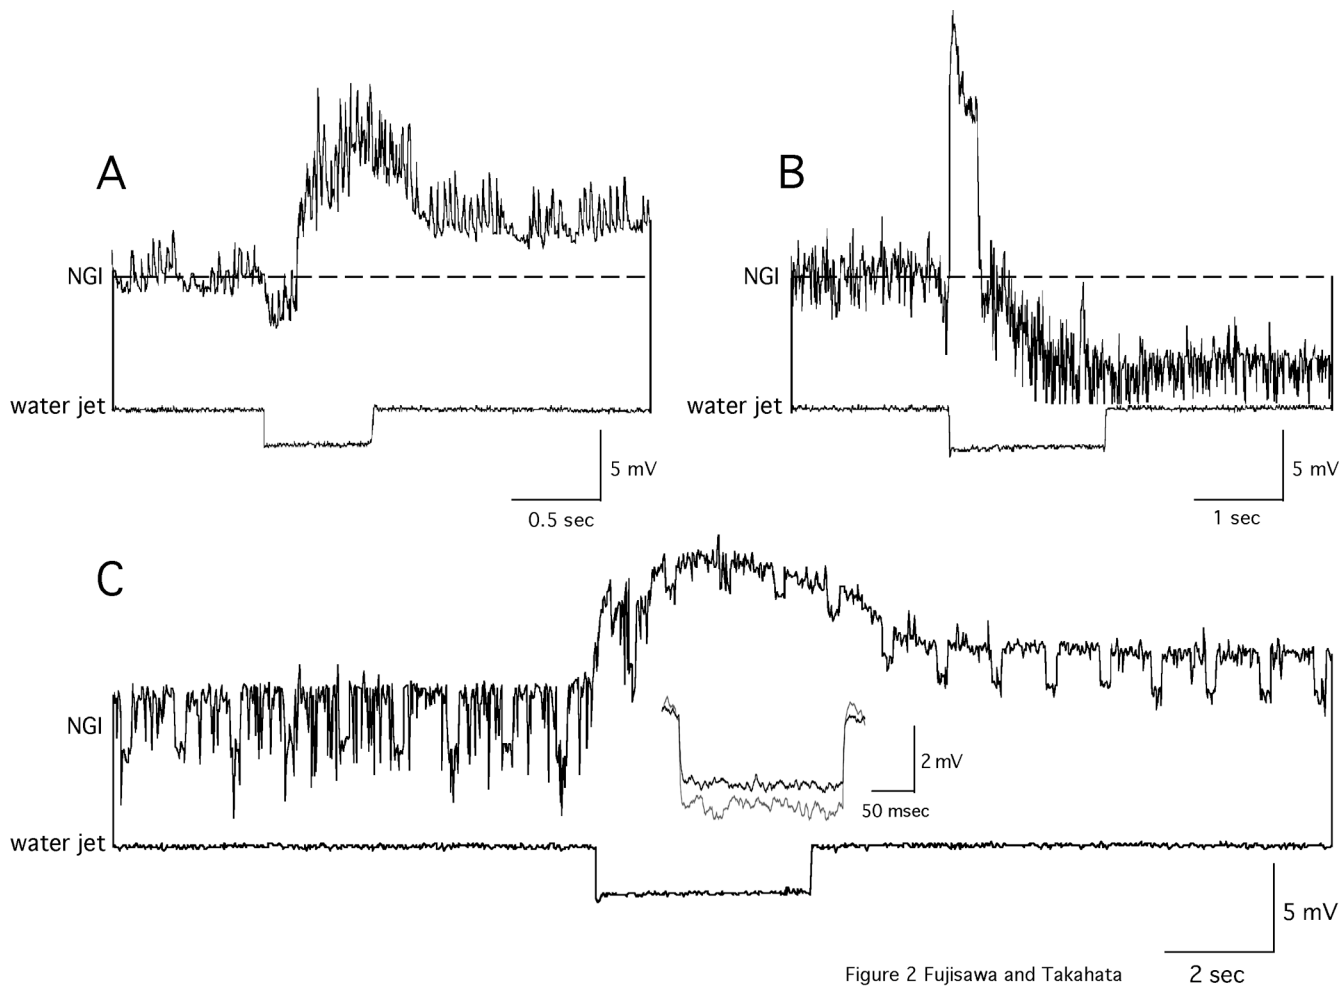 A
NGI
water jet
5 mV
0.5 sec
B
NGI
water jet
5 mV
1 sec
C
NGI
2 mV
50 msec
water jet
5 mV
2 sec
Figure 2 Fujisawa and Takahata